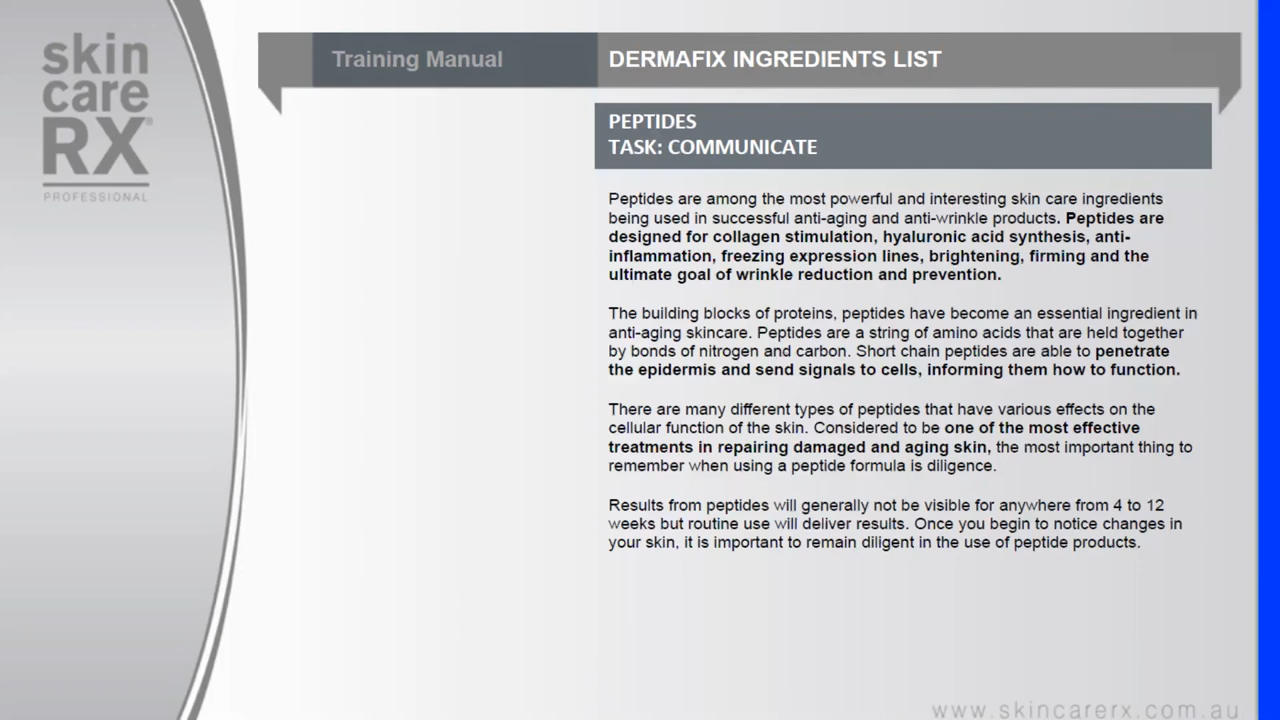 skin
care
RX®
PROFESSIONAL
Training Manual
DERMAFIX INGREDIENTS LIST
PEPTIDES
TASK: COMMUNICATE
Peptides are among the most powerful and interesting skin care ingredients
being used in successful anti-aging and anti-wrinkle products. Peptides are
designed for collagen stimulation, hyaluronic acid synthesis, anti-
inflammation, freezing expression lines, brightening, firming and the
ultimate goal of wrinkle reduction and prevention.
The building blocks of proteins, peptides have become an essential ingredient in
anti-aging skincare. Peptides are a string of amino acids that are held together
by bonds of nitrogen and carbon. Short chain peptides are able to penetrate
the epidermis and send signals to cells, informing them how to function.
There are many different types of peptides that have various effects on the
cellular function of the skin. Considered to be one of the most effective
treatments in repairing damaged and aging skin, the most important thing to
remember when using a peptide formula is diligence.
Results from peptides will generally not be visible for anywhere from 4 to 12
weeks but routine use will deliver results. Once you begin to notice changes in
your skin, it is important to remain diligent in the use of peptide products.
www.skincarerx.com.au